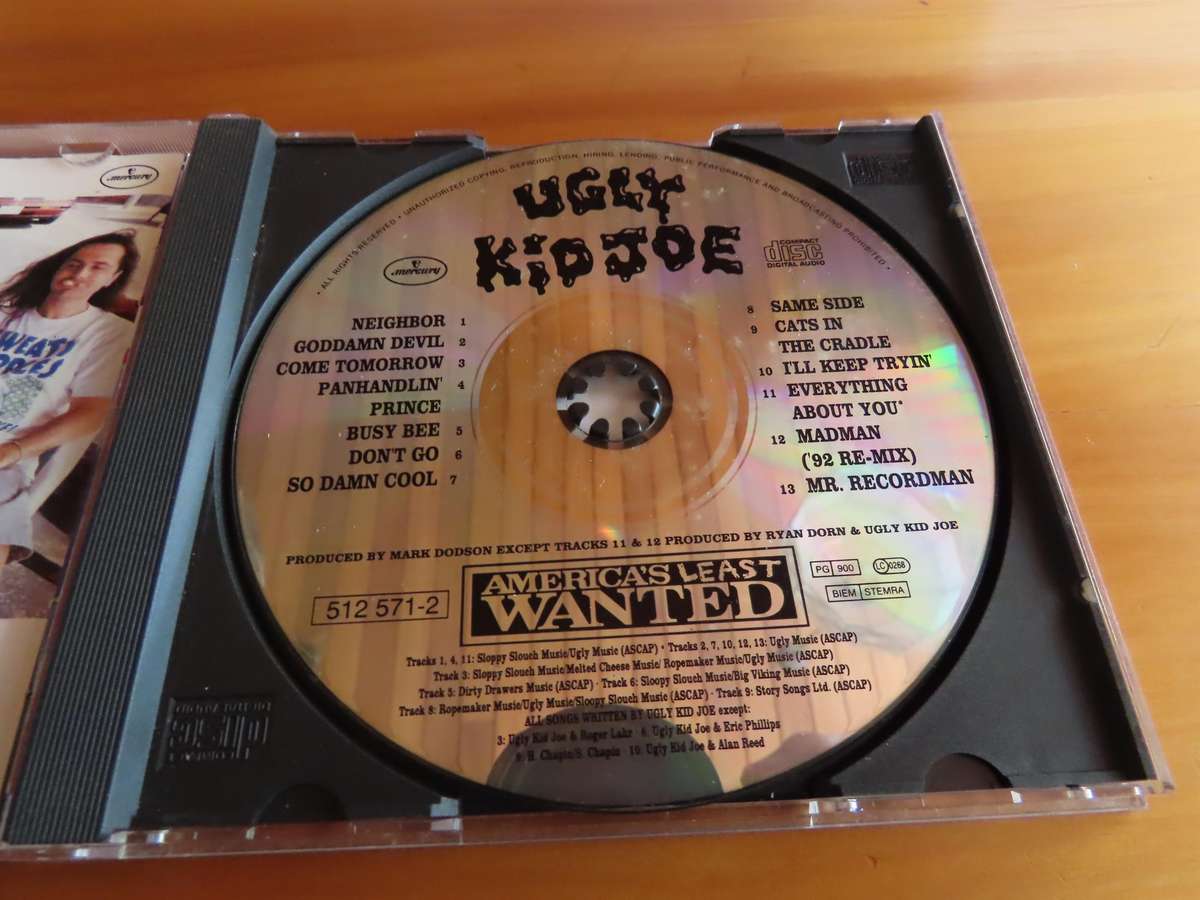 mercury
WEATY
• ALL RIGHTS RESERVED • UNAUTHORIZED COPYING, REPRODUCTION, HIRING, LENDING, PUBLIC PERFORMANCE AND BROADCASTING PROHIBITED •
UGLY
KID JOE
mercury
COMPACT
disc
DIGITAL AUDIO
NEIGHBOR 1
GODDAMN DEVIL 2
COME TOMORROW 3
PANHANDLIN' 4
PRINCE
BUSY BEE 5
DON'T GO 6
SO DAMN COOL 7
8 SAME SIDE
9 CATS IN
THE CRADLE
10 I'LL KEEP TRYIN'
11 EVERYTHING
ABOUT YOU*
12 MADMAN
('92 RE-MIX)
13 MR. RECORDMAN
PRODUCED BY MARK DODSON EXCEPT TRACKS 11 & 12 PRODUCED BY RYAN DORN & UGLY KID JOE
512 571-2
AMERICA'S LEAST
WANTED
PG 900
LC 0268
BIEM STEMRA
Tracks 1, 4, 11: Sloppy Slouch Music/Ugly Music (ASCAP) • Tracks 2, 7, 10, 12, 13: Ugly Music (ASCAP)
Track 3: Sloppy Slouch Music/Melted Cheese Music/Ropemaker Music/Ugly Music (ASCAP)
Track 5: Dirty Drawers Music (ASCAP) • Track 6: Sloopy Slouch Music/Big Viking Music (ASCAP)
Track 8: Ropemaker Music/Ugly Music/Sloopy Slouch Music (ASCAP) • Track 9: Story Songs Ltd. (ASCAP)
ALL SONGS WRITTEN BY UGLY KID JOE except:
3: Ugly Kid Joe & Roger Lahr • 6: Ugly Kid Joe & Eric Phillips
9: H. Chapin/S. Chapin • 10: Ugly Kid Joe & Alan Reed
COMPACT
disc
DIGITAL AUDIO